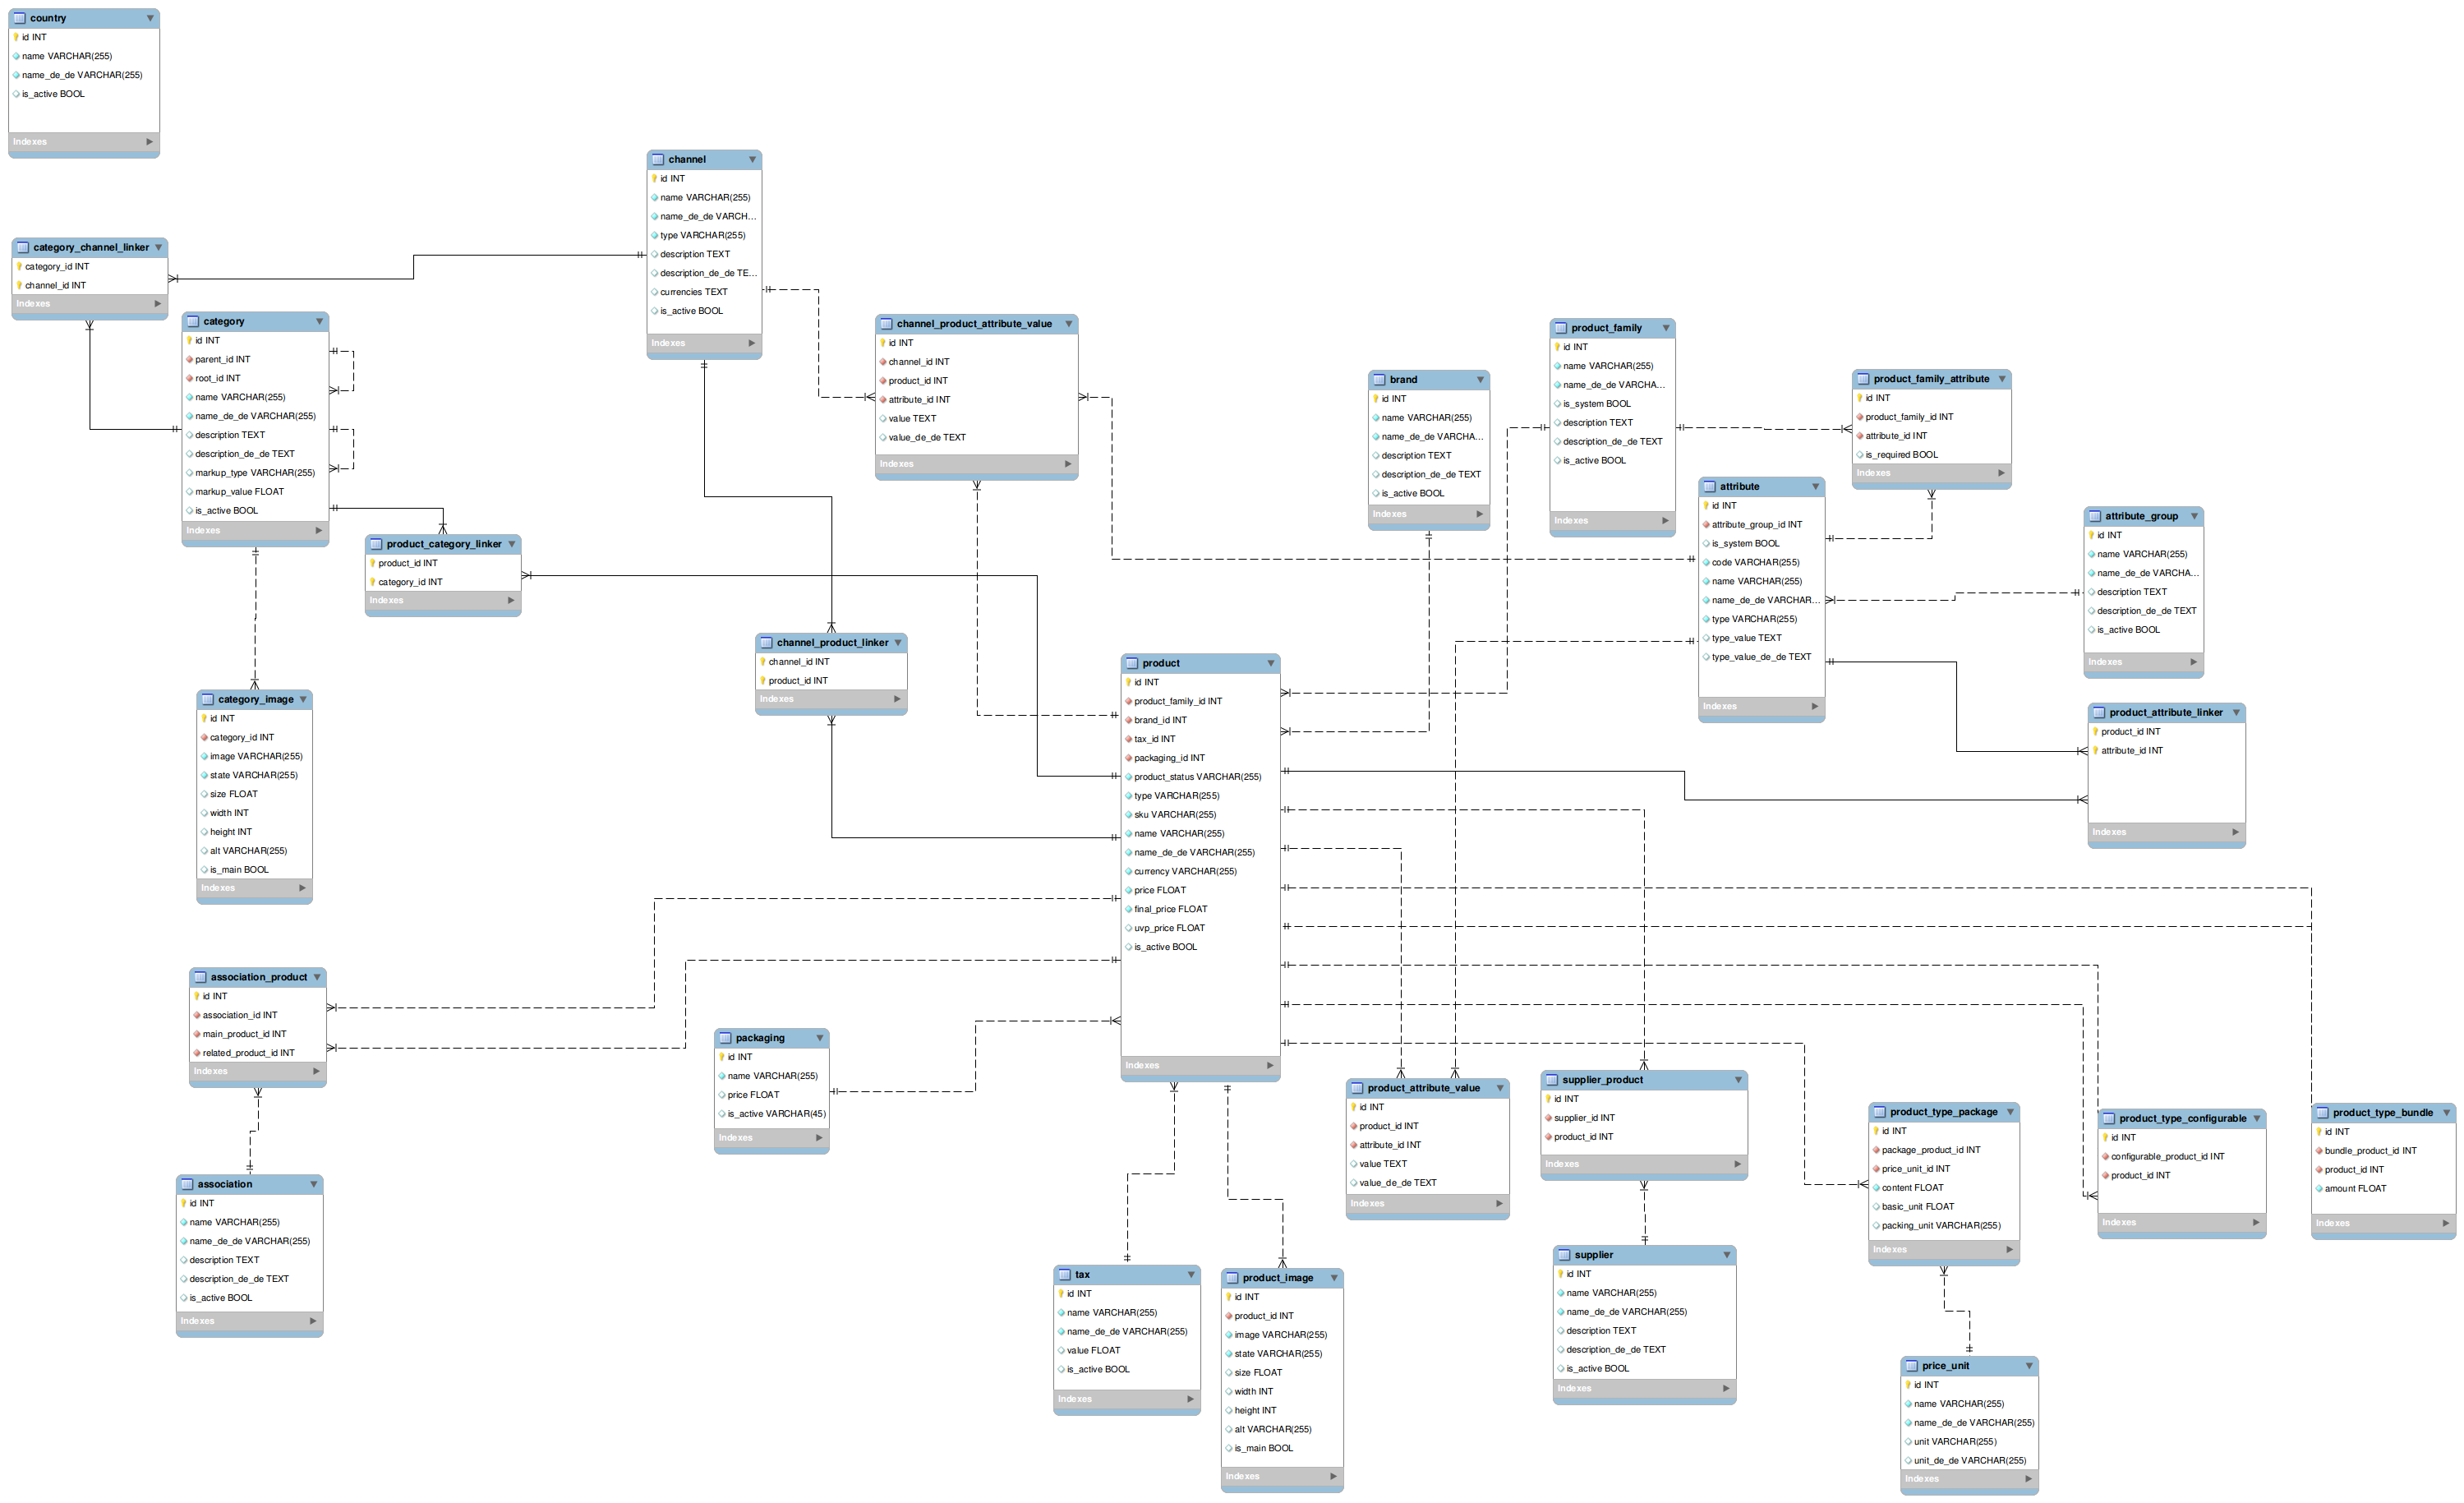 country
id INT
name VARCHAR(255)
name_de_de VARCHAR(255)
is_active BOOL
Indexes
channel
id INT
name VARCHAR(255)
name_de_de VARCH...
type VARCHAR(255)
description TEXT
description_de_de TE...
currencies TEXT
is_active BOOL
Indexes
category_channel_linker
category_id INT
channel_id INT
Indexes
category
id INT
parent_id INT
root_id INT
name VARCHAR(255)
name_de_de VARCHAR(255)
description TEXT
description_de_de TEXT
markup_type VARCHAR(255)
markup_value FLOAT
is_active BOOL
Indexes
channel_product_attribute_value
id INT
channel_id INT
product_id INT
attribute_id INT
value TEXT
value_de_de TEXT
Indexes
brand
id INT
name VARCHAR(255)
name_de_de VARCHA...
description TEXT
description_de_de TEXT
is_active BOOL
Indexes
product_family
id INT
name VARCHAR(255)
name_de_de VARCHA...
is_system BOOL
description TEXT
description_de_de TEXT
is_active BOOL
Indexes
product_family_attribute
id INT
product_family_id INT
attribute_id INT
is_required BOOL
Indexes
attribute
id INT
attribute_group_id INT
is_system BOOL
code VARCHAR(255)
name VARCHAR(255)
name_de_de VARCHAR...
type VARCHAR(255)
type_value TEXT
type_value_de_de TEXT
Indexes
attribute_group
id INT
name VARCHAR(255)
name_de_de VARCHA...
description TEXT
description_de_de TEXT
is_active BOOL
Indexes
product_category_linker
product_id INT
category_id INT
Indexes
channel_product_linker
channel_id INT
product_id INT
Indexes
category_image
id INT
category_id INT
image VARCHAR(255)
state VARCHAR(255)
size FLOAT
width INT
height INT
alt VARCHAR(255)
is_main BOOL
Indexes
product
id INT
product_family_id INT
brand_id INT
tax_id INT
packaging_id INT
product_status VARCHAR(255)
type VARCHAR(255)
sku VARCHAR(255)
name VARCHAR(255)
name_de_de VARCHAR(255)
currency VARCHAR(255)
price FLOAT
final_price FLOAT
uvp_price FLOAT
is_active BOOL
Indexes
product_attribute_linker
product_id INT
attribute_id INT
Indexes
association_product
id INT
association_id INT
main_product_id INT
related_product_id INT
Indexes
packaging
id INT
name VARCHAR(255)
price FLOAT
is_active VARCHAR(45)
Indexes
association
id INT
name VARCHAR(255)
name_de_de VARCHAR(255)
description TEXT
description_de_de TEXT
is_active BOOL
Indexes
product_attribute_value
id INT
product_id INT
attribute_id INT
value TEXT
value_de_de TEXT
Indexes
supplier_product
id INT
supplier_id INT
product_id INT
Indexes
product_type_package
id INT
package_product_id INT
price_unit_id INT
content FLOAT
basic_unit FLOAT
packing_unit VARCHAR(255)
Indexes
product_type_configurable
id INT
configurable_product_id INT
product_id INT
Indexes
product_type_bundle
id INT
bundle_product_id INT
product_id INT
amount FLOAT
Indexes
tax
id INT
name VARCHAR(255)
name_de_de VARCHAR(255)
value FLOAT
is_active BOOL
Indexes
product_image
id INT
product_id INT
image VARCHAR(255)
state VARCHAR(255)
size FLOAT
width INT
height INT
alt VARCHAR(255)
is_main BOOL
Indexes
supplier
id INT
name VARCHAR(255)
name_de_de VARCHAR(255)
description TEXT
description_de_de TEXT
is_active BOOL
Indexes
price_unit
id INT
name VARCHAR(255)
name_de_de VARCHAR(255)
unit VARCHAR(255)
unit_de_de VARCHAR(255)
Indexes